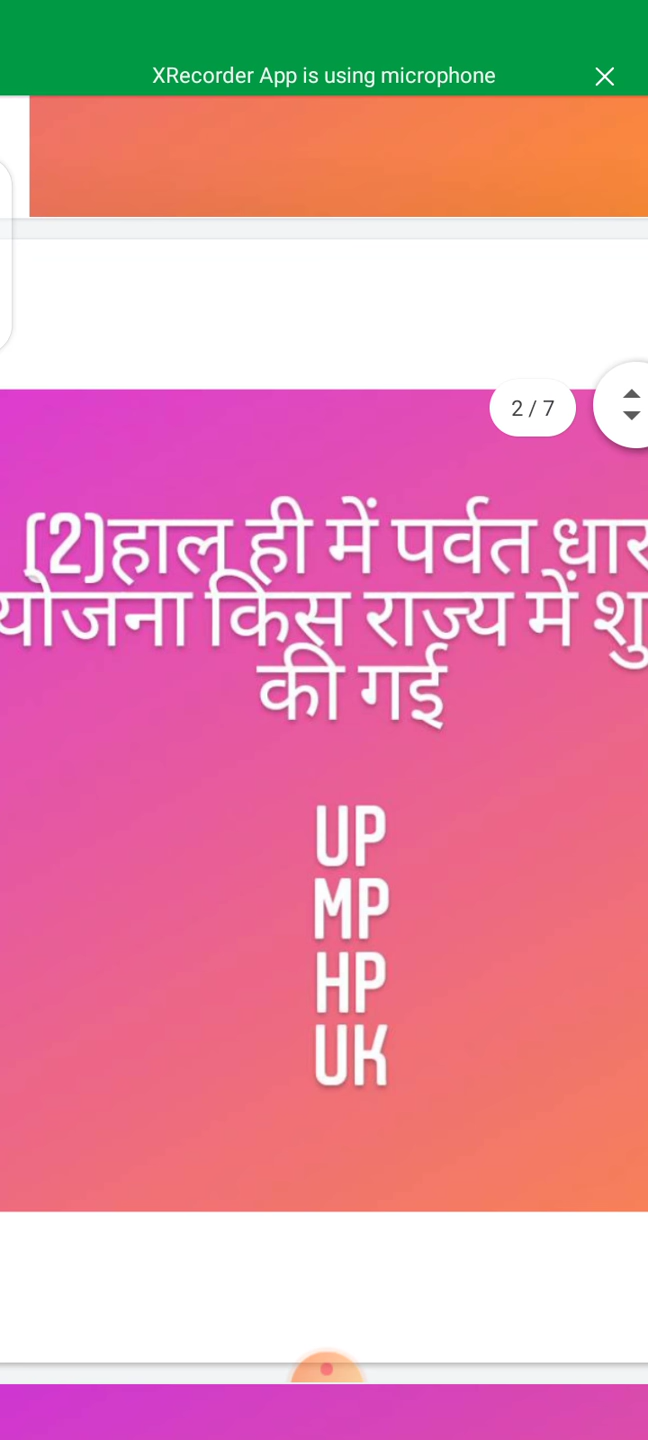 XRecorder App is using microphone
2 / 7
(2)हाल ही में पर्वत
योजना किस राज्य में
की गई
UP
MP
HP
UK